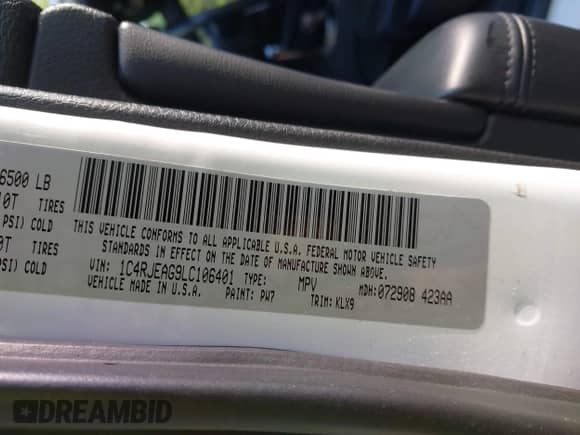 6500 LB
10T TIRES
PSI) COLD
0T TIRES
PSI) COLD
THIS VEHICLE CONFORMS TO ALL APPLICABLE U.S.A. FEDERAL MOTOR VEHICLE SAFETY
STANDARDS IN EFFECT ON THE DATE OF MANUFACTURE SHOWN ABOVE.
VIN: 1C4RJEAG9LC106401 TYPE: MPV MDH:072908 423AA
VEHICLE MADE IN U.S.A. PAINT: PW7 TRIM: KLX9
DREAMBID